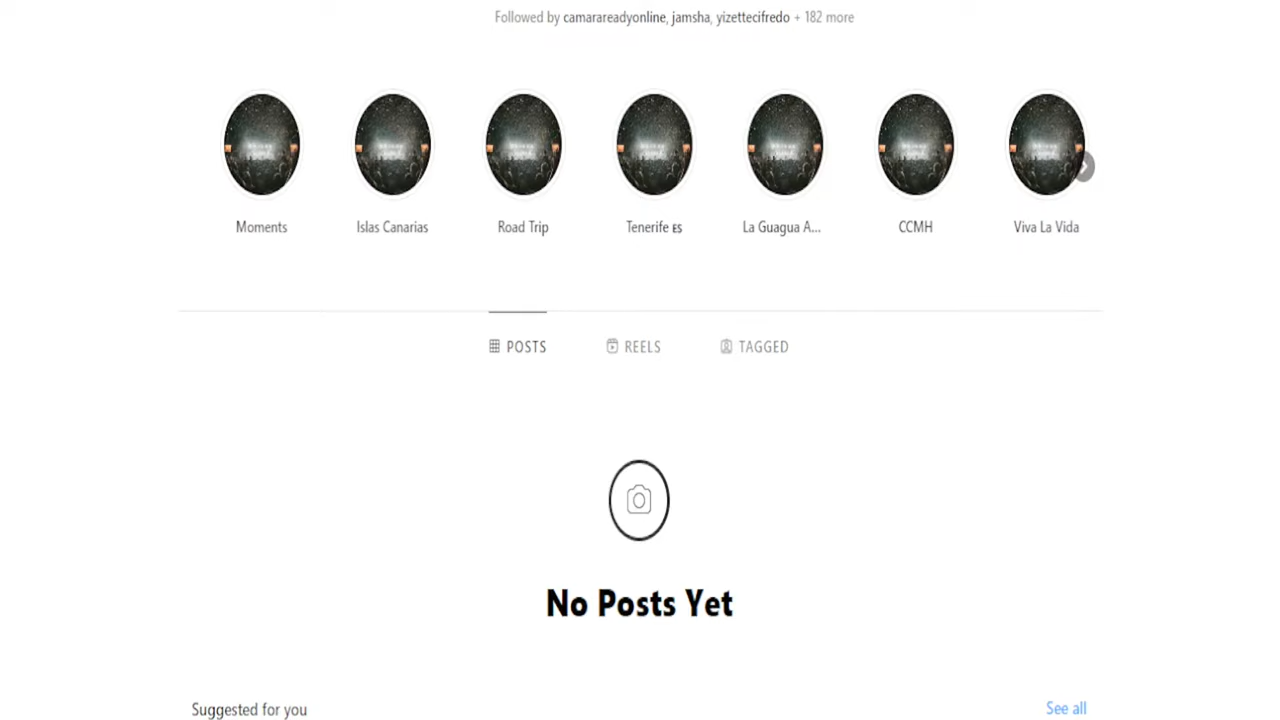 Followed by camarareadyonline, jamsha, yizettecifredo + 182 more
Moments
Islas Canarias
Road Trip
Tenerife ES
La Guagua A...
CCMH
Viva La Vida
POSTS
REELS
TAGGED
No Posts Yet
Suggested for you
See all